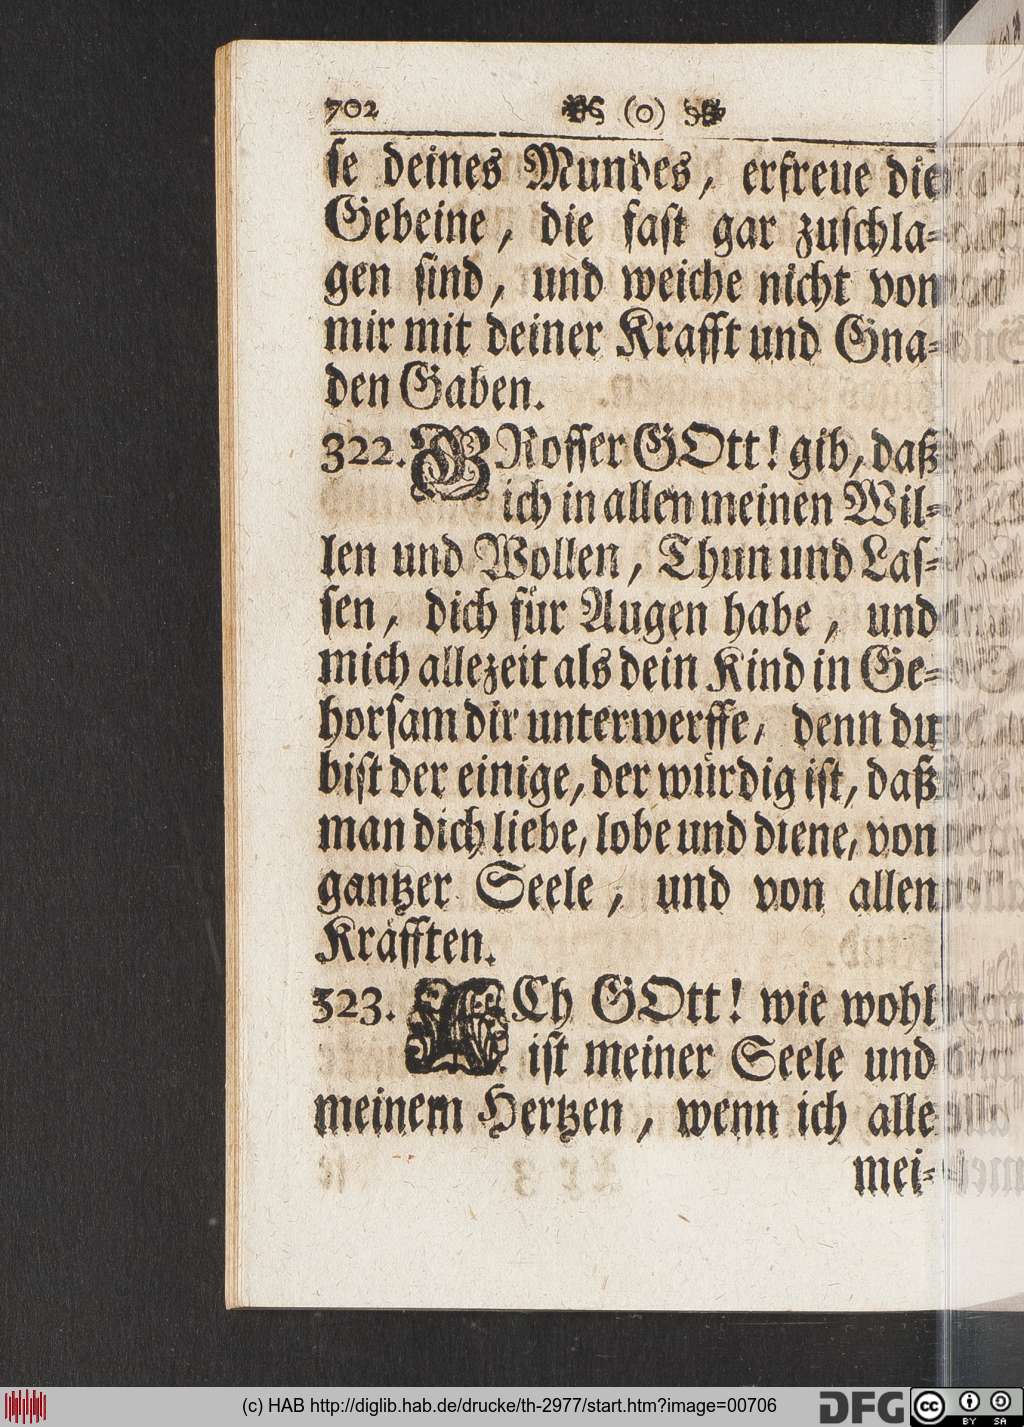 702 (0)
se deines Mundes, erfreue die
Gebeine, die fast gar zuschla-
gen sind, und weiche nicht von
mir mit deiner Krafft und Gna-
den Gaben.
322. GRosser GOtt! gib, daß
ich in allen meinen Wil-
len und Wollen, Thun und Las-
sen, dich für Augen habe, und
mich allezeit als dein Kind in Ge-
horsam dir unterwerffe, denn du
bist der einige, der würdig ist, daß
man dich liebe, lobe und diene, von
gantzer Seele, und von allen
Kräfften.
323. ACh GOtt! wie wohl
ist meiner Seele und
meinem Hertzen, wenn ich alle
mei-
(c) HAB http://diglib.hab.de/drucke/th-2977/start.htm?image=00706
DFG
cc BY SA